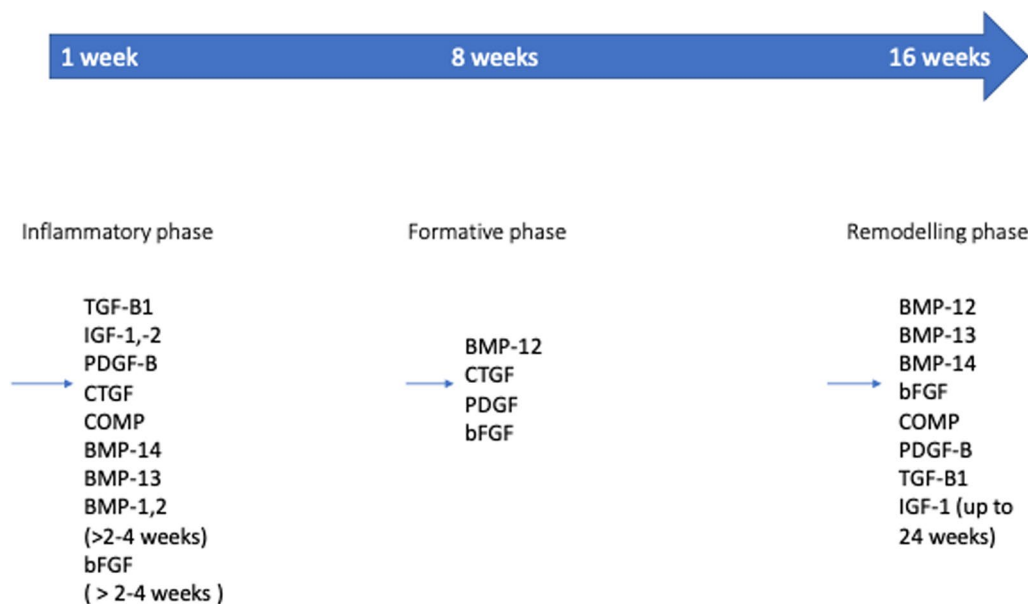 1 week
8 weeks
16 weeks
Inflammatory phase
Formative phase
Remodelling phase
TGF-B1
IGF-1,-2
PDGF-B
CTGF
COMP
BMP-14
BMP-13
BMP-1,2
(>2-4 weeks)
bFGF
( > 2-4 weeks )
BMP-12
CTGF
PDGF
bFGF
BMP-12
BMP-13
BMP-14
bFGF
COMP
PDGF-B
TGF-B1
IGF-1 (up to
24 weeks)